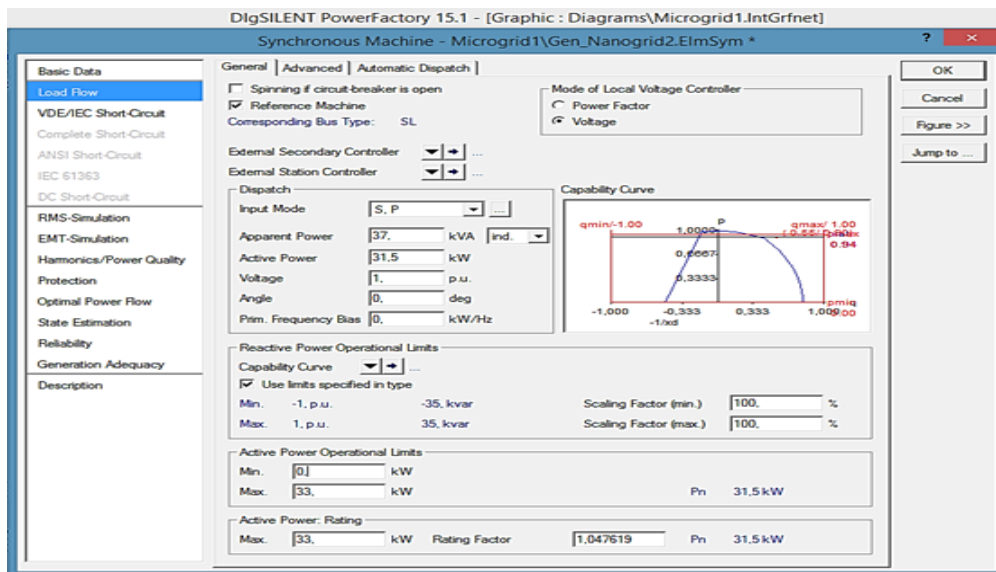 DIgSILENT PowerFactory 15.1 - [Graphic : Diagrams\Microgrid1.IntGrfnet]
Synchronous Machine - Microgrid1\Gen_Nanogrid2.ElmSym *
?
Basic Data
Load Flow
VDE/IEC Short-Circuit
Complete Short-Circuit
ANSI Short-Circuit
IEC 61363
DC Short-Circuit
RMS-Simulation
EMT-Simulation
Harmonics/Power Quality
Protection
Optimal Power Flow
State Estimation
Reliability
Generation Adequacy
Description
General Advanced Automatic Dispatch
Spinning if circuit-breaker is open
Reference Machine
Corresponding Bus Type: SL
Mode of Local Voltage Controller
Power Factor
Voltage
External Secondary Controller ...
External Station Controller ...
Dispatch
Input Mode S, P ...
Apparent Power 37, kVA ind.
Active Power 31,5 kW
Voltage 1, p.u.
Angle 0, deg
Prim. Frequency Bias 0, kW/Hz
Capability Curve
qmin/-1.00 P qmax/ 1.00
1,0000
0.94
0,6667
0,3333
-1,000 -0,333 0,333
-1/xd
Reactive Power Operational Limits
Capability Curve ...
Use limits specified in type
Min. -1, p.u. -35, kvar Scaling Factor (min.) 100, %
Max. 1, p.u. 35, kvar Scaling Factor (max.) 100, %
Active Power Operational Limits
Min. 0, kW
Max. 33, kW Pn 31,5 kW
Active Power: Rating
Max. 33, kW Rating Factor 1,047619 Pn 31,5 kW
OK
Cancel
Figure >>
Jump to ...